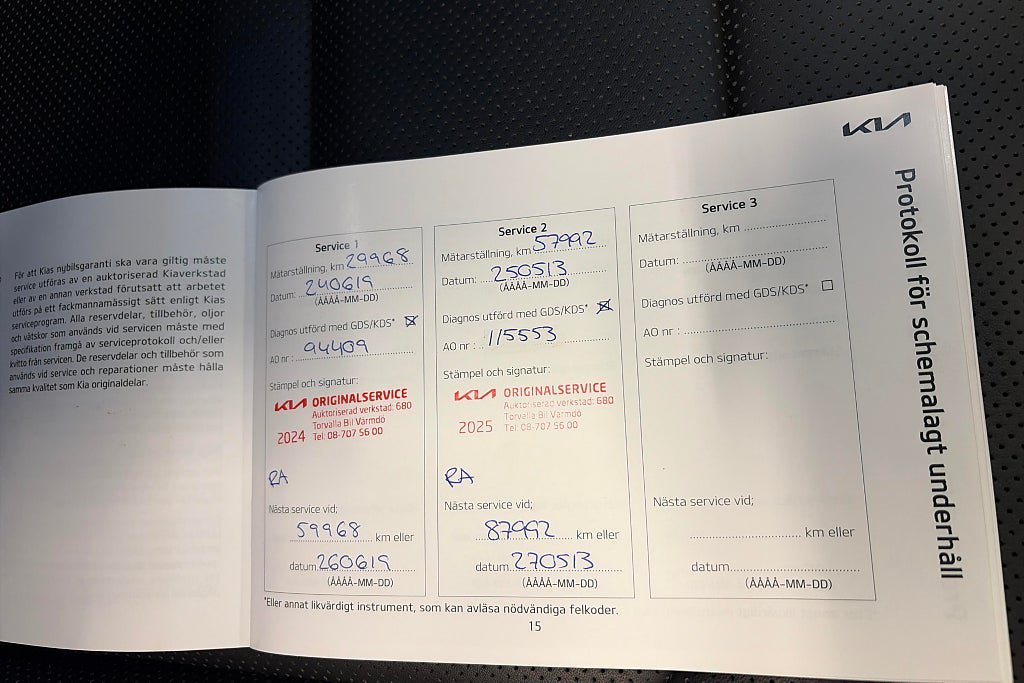 För att Kias nybilsgaranti ska vara giltig måste
service utföras av en auktoriserad Kiaverkstad
eller av en annan verkstad förutsatt att arbetet
utförs på ett fackmannamässigt sätt enligt Kias
serviceprogram. Alla reservdelar, tillbehör, oljor
och vätskor som används vid servicen måste med
specifikation framgå av serviceprotokoll och/eller
kvitto från servicen. De reservdelar och tillbehör som
används vid service och reparationer måste hålla
samma kvalitet som Kia originaldelar.
KIA
Protokoll för schemalagt underhåll
Service 1
Mätarställning, km 29968
Datum: 240619
(ÅÅÅÅ-MM-DD)
Diagnos utförd med GDS/KDS* ☒
AO nr : 94409
Stämpel och signatur:
KIA ORIGINALSERVICE
Auktoriserad verkstad: 680
Torvalla Bil Värmdö
2024 Tel: 08-707 56 00
RA
Nästa service vid;
59968 km eller
datum 260619
(ÅÅÅÅ-MM-DD)
Service 2
Mätarställning, km 57992
Datum: 250513
(ÅÅÅÅ-MM-DD)
Diagnos utförd med GDS/KDS* ☒
AO nr : 115553
Stämpel och signatur:
KIA ORIGINALSERVICE
Auktoriserad verkstad: 680
Torvalla Bil Värmdö
2025 Tel: 08-707 56 00
RA
Nästa service vid;
87992 km eller
datum 270513
(ÅÅÅÅ-MM-DD)
Service 3
Mätarställning, km
Datum:
(ÅÅÅÅ-MM-DD)
Diagnos utförd med GDS/KDS* ☐
AO nr :
Stämpel och signatur:
Nästa service vid;
km eller
datum
(ÅÅÅÅ-MM-DD)
*Eller annat likvärdigt instrument, som kan avläsa nödvändiga felkoder.
15